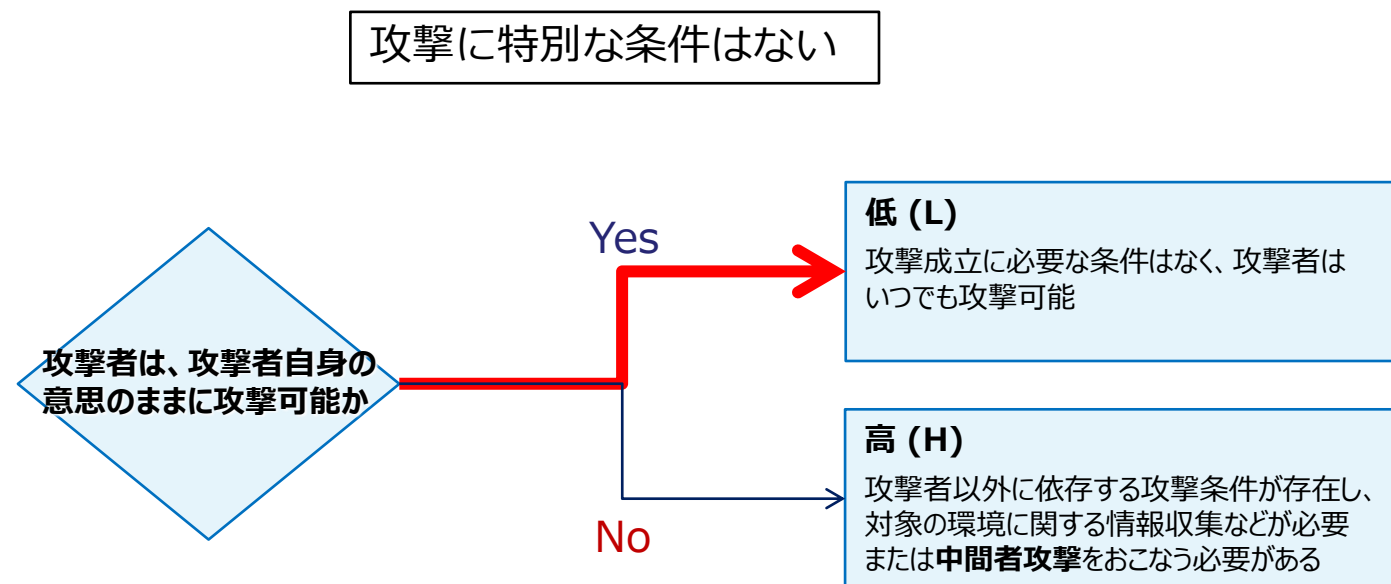 攻撃に特別な条件はない
Yes
低 (L)
攻撃成立に必要な条件はなく、攻撃者は
いつでも攻撃可能
攻撃者は、攻撃者自身の
意思のままに攻撃可能か
高 (H)
攻撃者以外に依存する攻撃条件が存在し、
対象の環境に関する情報収集などが必要
または中間者攻撃をおこなう必要がある
No